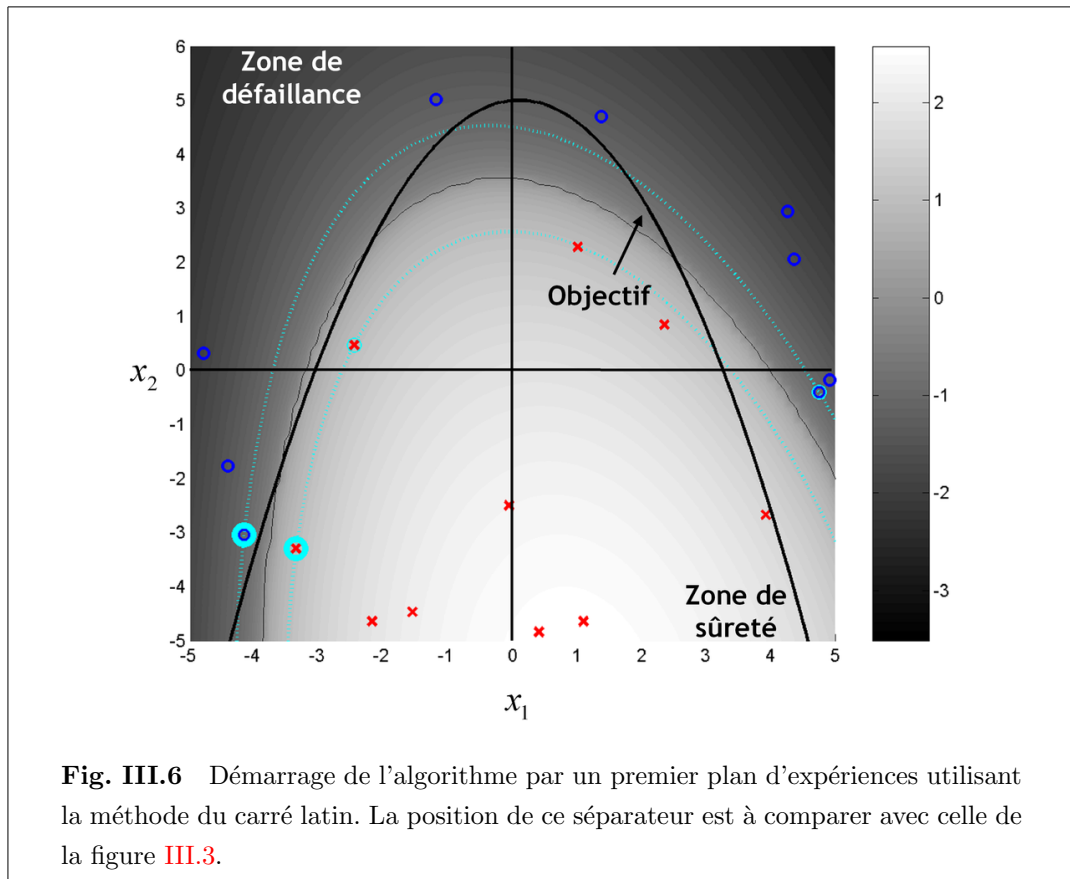 Zone de
défaillance
6
5
4
3
2
1
0
-1
-2
-3
-4
-5
x2
Objectif
Zone de
sûreté
-5
-4
-3
-2
-1
0
1
2
3
4
5
x1
2
1
0
-1
-2
-3
Fig. III.6 Démarrage de l'algorithme par un premier plan d'expériences utilisant
la méthode du carré latin. La position de ce séparateur est à comparer avec celle de
la figure III.3.